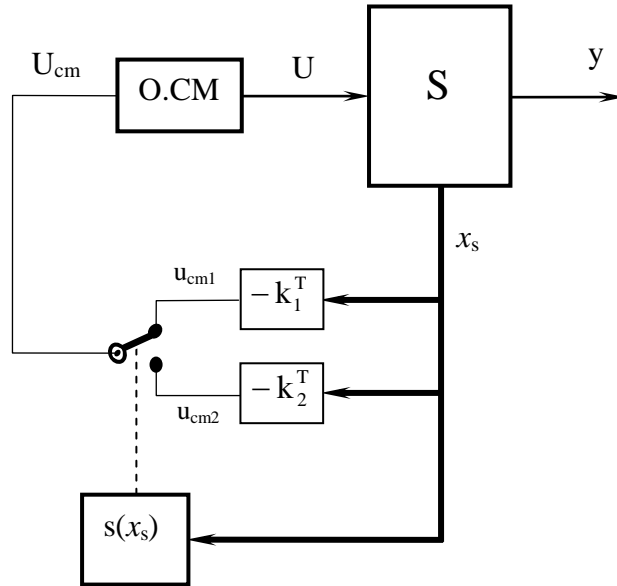 U_cm
O.CM
U
S
y
x_s
u_cm1
− k_1^T
u_cm2
− k_2^T
s(x_s)